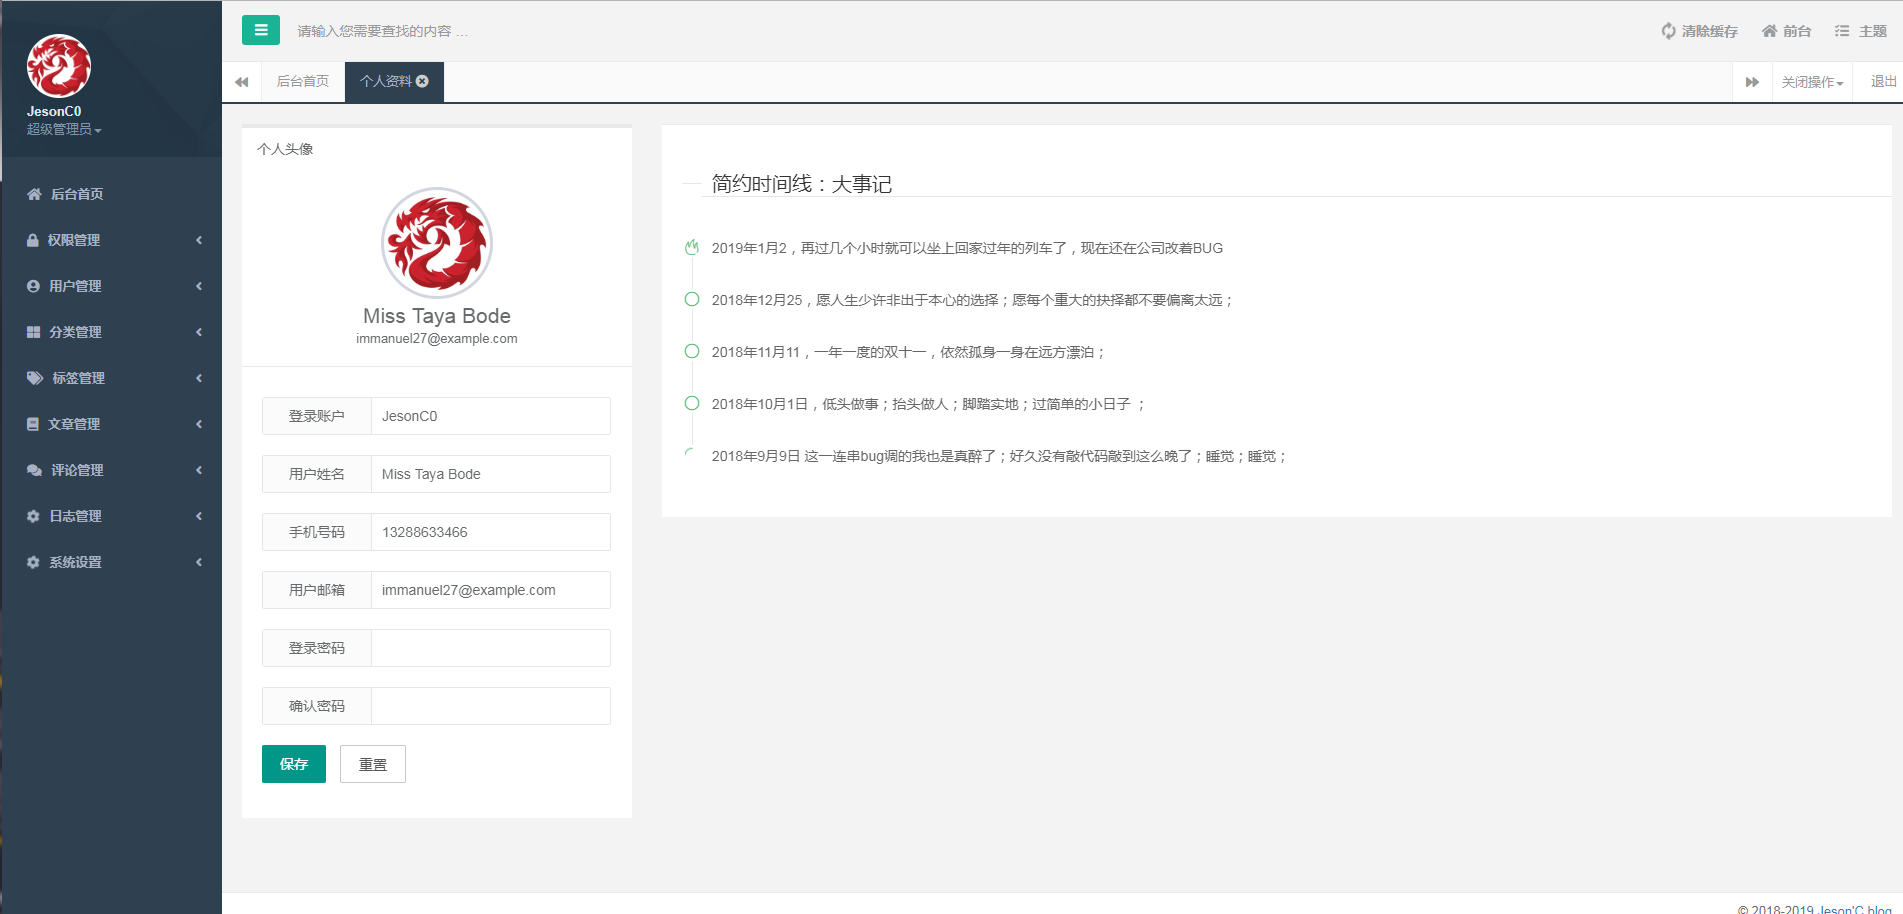 JesonC0
超级管理员
后台首页
权限管理
用户管理
分类管理
标签管理
文章管理
评论管理
日志管理
系统设置
请输入您需要查找的内容 ...
清除缓存
前台
主题
后台首页
个人资料
关闭操作
退出
个人头像
Miss Taya Bode
immanuel27@example.com
登录账户 JesonC0
用户姓名 Miss Taya Bode
手机号码 13288633466
用户邮箱 immanuel27@example.com
登录密码
确认密码
保存 重置
简约时间线：大事记
2019年1月2，再过几个小时就可以坐上回家过年的列车了，现在还在公司改着BUG
2018年12月25，愿人生少许非出于本心的选择；愿每个重大的抉择都不要偏离太远；
2018年11月11，一年一度的双十一，依然孤身一身在远方漂泊；
2018年10月1日，低头做事；抬头做人；脚踏实地；过简单的小日子 ；
2018年9月9日 这一连串bug调的我也是真醉了；好久没有敲代码敲到这么晚了；睡觉；睡觉；
© 2018-2019 Jeson'C blog